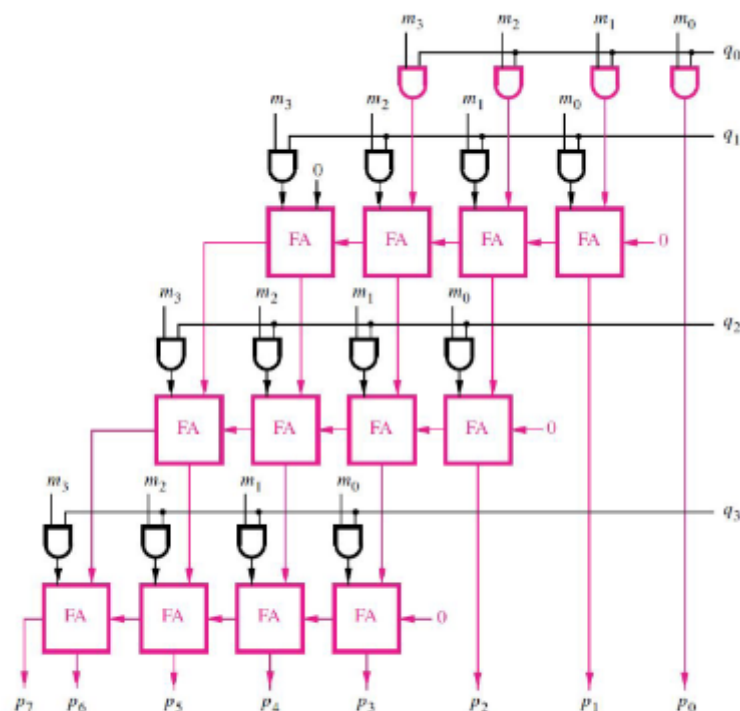 m₃ m₂ m₁ m₀
q₀
m₃ m₂ m₁ m₀
q₁
0
FA FA FA FA 0
m₃ m₂ m₁ m₀
q₂
FA FA FA FA 0
m₃ m₂ m₁ m₀
q₃
FA FA FA FA 0
p₇ p₆ p₅ p₄ p₃ p₂ p₁ p₀